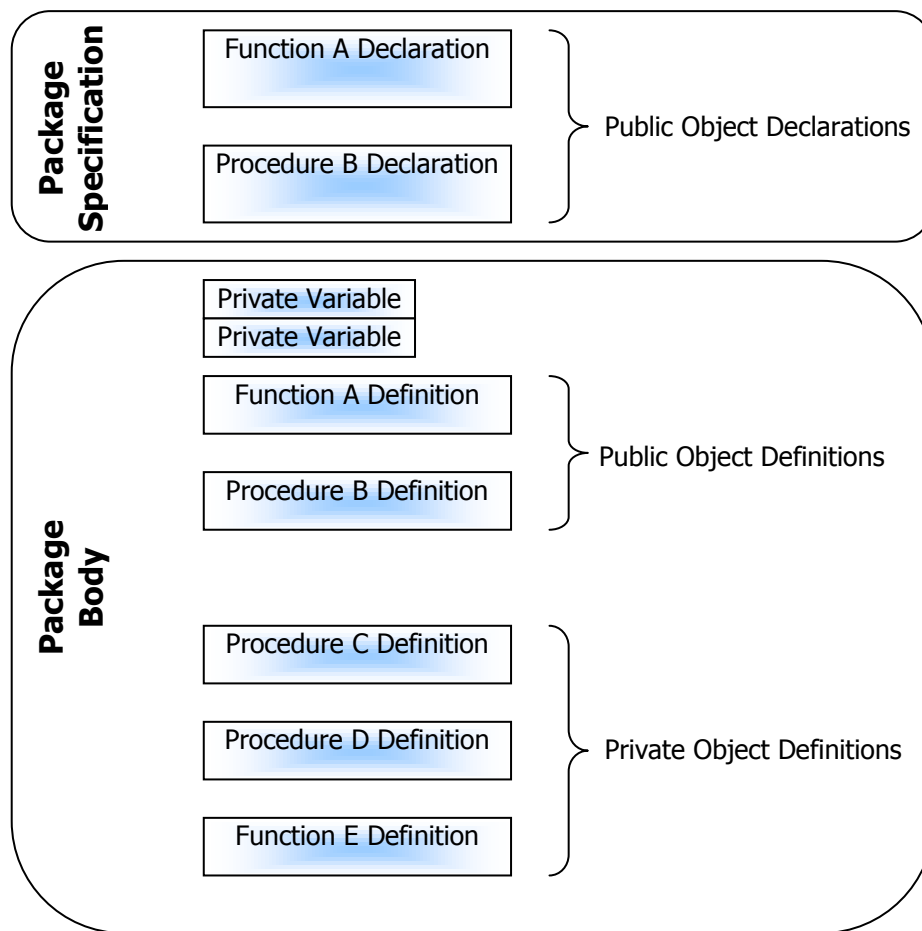 Package
Specification
Function A Declaration
Procedure B Declaration
Public Object Declarations
Package
Body
Private Variable
Private Variable
Function A Definition
Procedure B Definition
Public Object Definitions
Procedure C Definition
Procedure D Definition
Function E Definition
Private Object Definitions